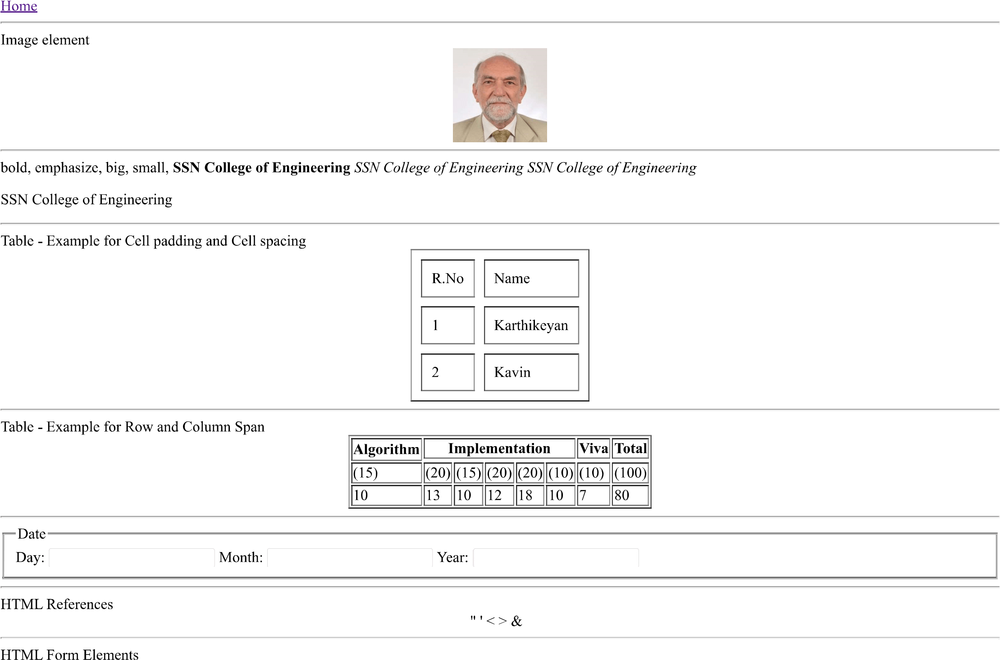 Home
Image element
bold, emphasize, big, small, SSN College of Engineering SSN College of Engineering SSN College of Engineering
SSN College of Engineering
Table - Example for Cell padding and Cell spacing
R.No Name
1 Karthikeyan
2 Kavin
Table - Example for Row and Column Span
Algorithm Implementation Viva Total
(15) (20) (15) (20) (20) (10) (10) (100)
10 13 10 12 18 10 7 80
Date
Day: Month: Year:
HTML References
" ' < > &
HTML Form Elements